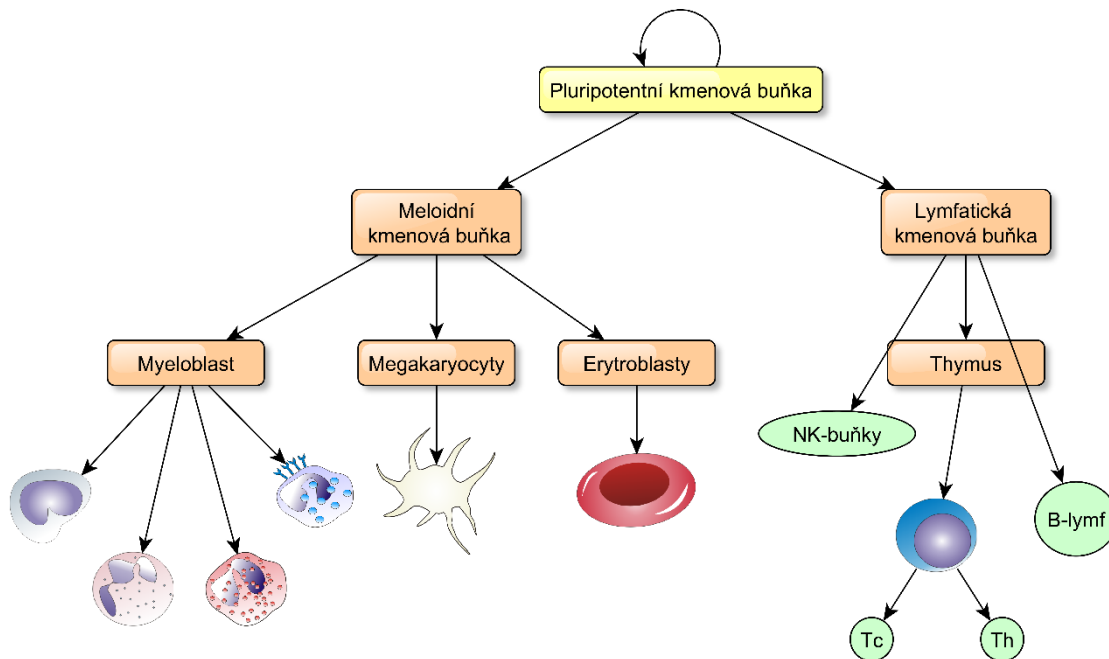 Pluripotentní kmenová buňka
Meloidní
kmenová buňka
Lymfatická
kmenová buňka
Myeloblast
Megakaryocyty
Erytroblasty
Thymus
NK-buňky
B-lymf
Tc
Th